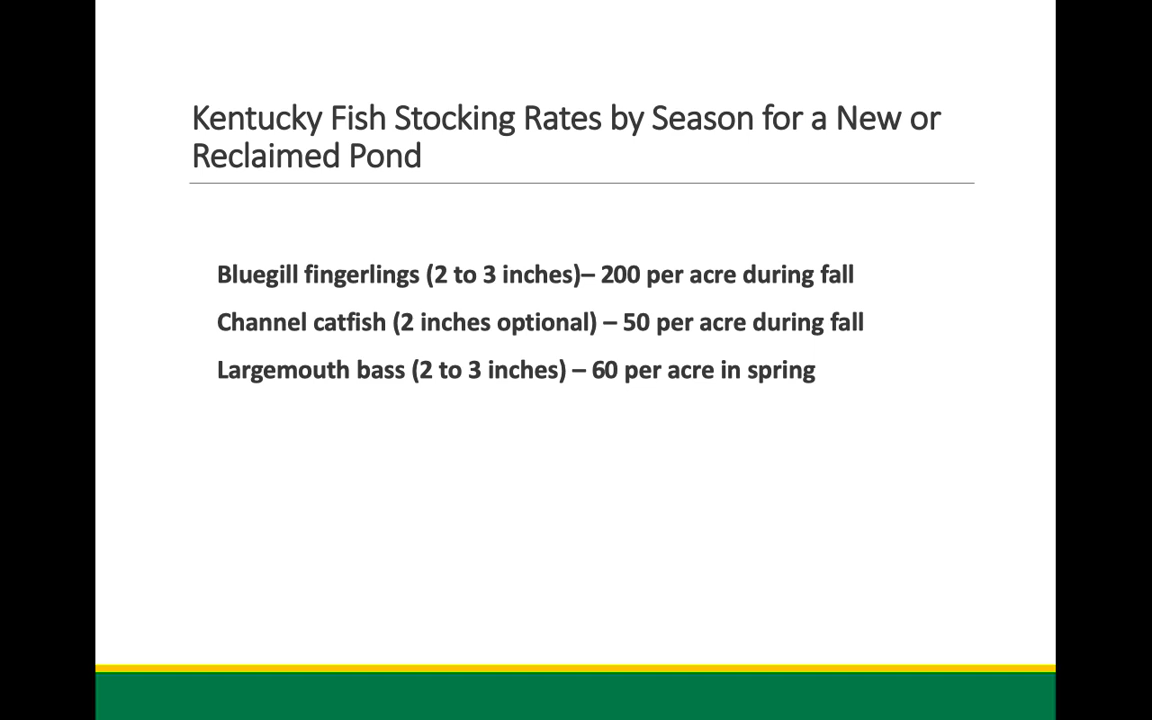 Kentucky Fish Stocking Rates by Season for a New or
Reclaimed Pond
Bluegill fingerlings (2 to 3 inches)– 200 per acre during fall
Channel catfish (2 inches optional) – 50 per acre during fall
Largemouth bass (2 to 3 inches) – 60 per acre in spring